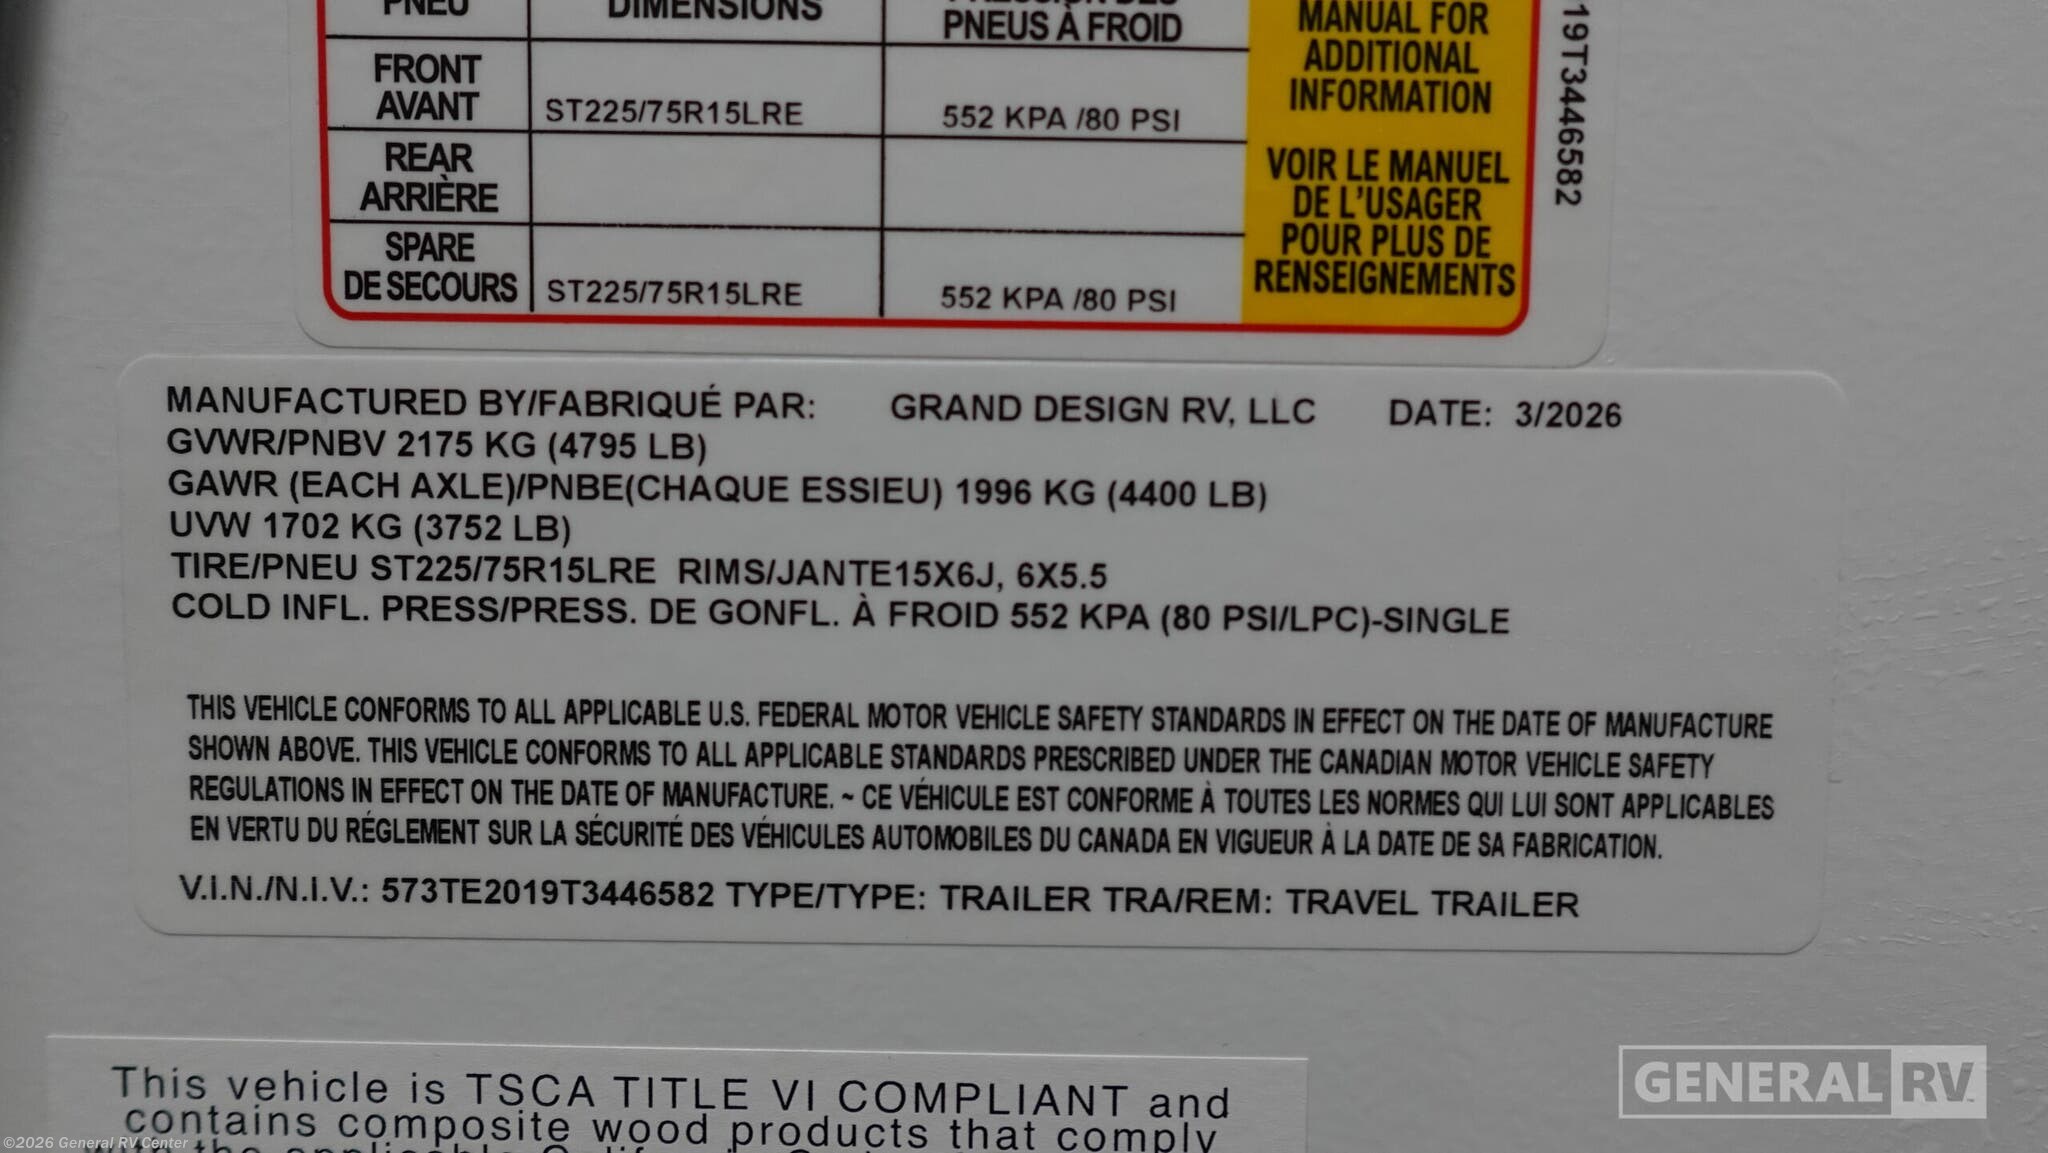 PNEU DIMENSIONS
PNEUS À FROID
MANUAL FOR
ADDITIONAL
INFORMATION
FRONT
AVANT
ST225/75R15LRE 552 KPA /80 PSI
REAR
ARRIÈRE
VOIR LE MANUEL
DE L'USAGER
POUR PLUS DE
RENSEIGNEMENTS
SPARE
DE SECOURS
ST225/75R15LRE 552 KPA /80 PSI
19T3446582
MANUFACTURED BY/FABRIQUÉ PAR: GRAND DESIGN RV, LLC DATE: 3/2026
GVWR/PNBV 2175 KG (4795 LB)
GAWR (EACH AXLE)/PNBE(CHAQUE ESSIEU) 1996 KG (4400 LB)
UVW 1702 KG (3752 LB)
TIRE/PNEU ST225/75R15LRE RIMS/JANTE15X6J, 6X5.5
COLD INFL. PRESS/PRESS. DE GONFL. À FROID 552 KPA (80 PSI/LPC)-SINGLE
THIS VEHICLE CONFORMS TO ALL APPLICABLE U.S. FEDERAL MOTOR VEHICLE SAFETY STANDARDS IN EFFECT ON THE DATE OF MANUFACTURE
SHOWN ABOVE. THIS VEHICLE CONFORMS TO ALL APPLICABLE STANDARDS PRESCRIBED UNDER THE CANADIAN MOTOR VEHICLE SAFETY
REGULATIONS IN EFFECT ON THE DATE OF MANUFACTURE. ~ CE VÉHICULE EST CONFORME À TOUTES LES NORMES QUI LUI SONT APPLICABLES
EN VERTU DU RÉGLEMENT SUR LA SÉCURITÉ DES VÉHICULES AUTOMOBILES DU CANADA EN VIGUEUR À LA DATE DE SA FABRICATION.
V.I.N./N.I.V.: 573TE2019T3446582 TYPE/TYPE: TRAILER TRA/REM: TRAVEL TRAILER
This vehicle is TSCA TITLE VI COMPLIANT and
contains composite wood products that comply
GENERAL RV
©2026 General RV Center